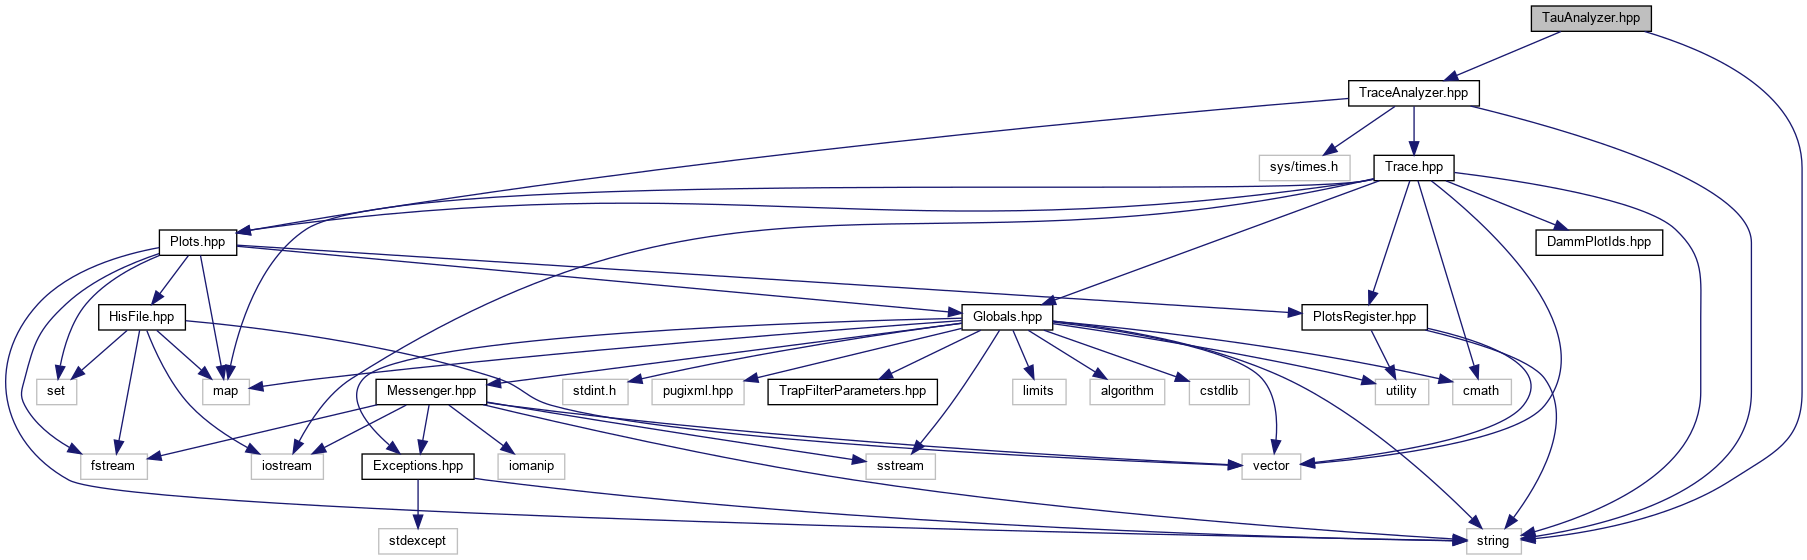 TauAnalyzer.hpp
TraceAnalyzer.hpp
sys/times.h
Trace.hpp
Plots.hpp
DammPlotIds.hpp
HisFile.hpp
Globals.hpp
PlotsRegister.hpp
set
map
Messenger.hpp
stdint.h
pugixml.hpp
TrapFilterParameters.hpp
limits
algorithm
cstdlib
utility
cmath
fstream
iostream
Exceptions.hpp
iomanip
sstream
vector
stdexcept
string